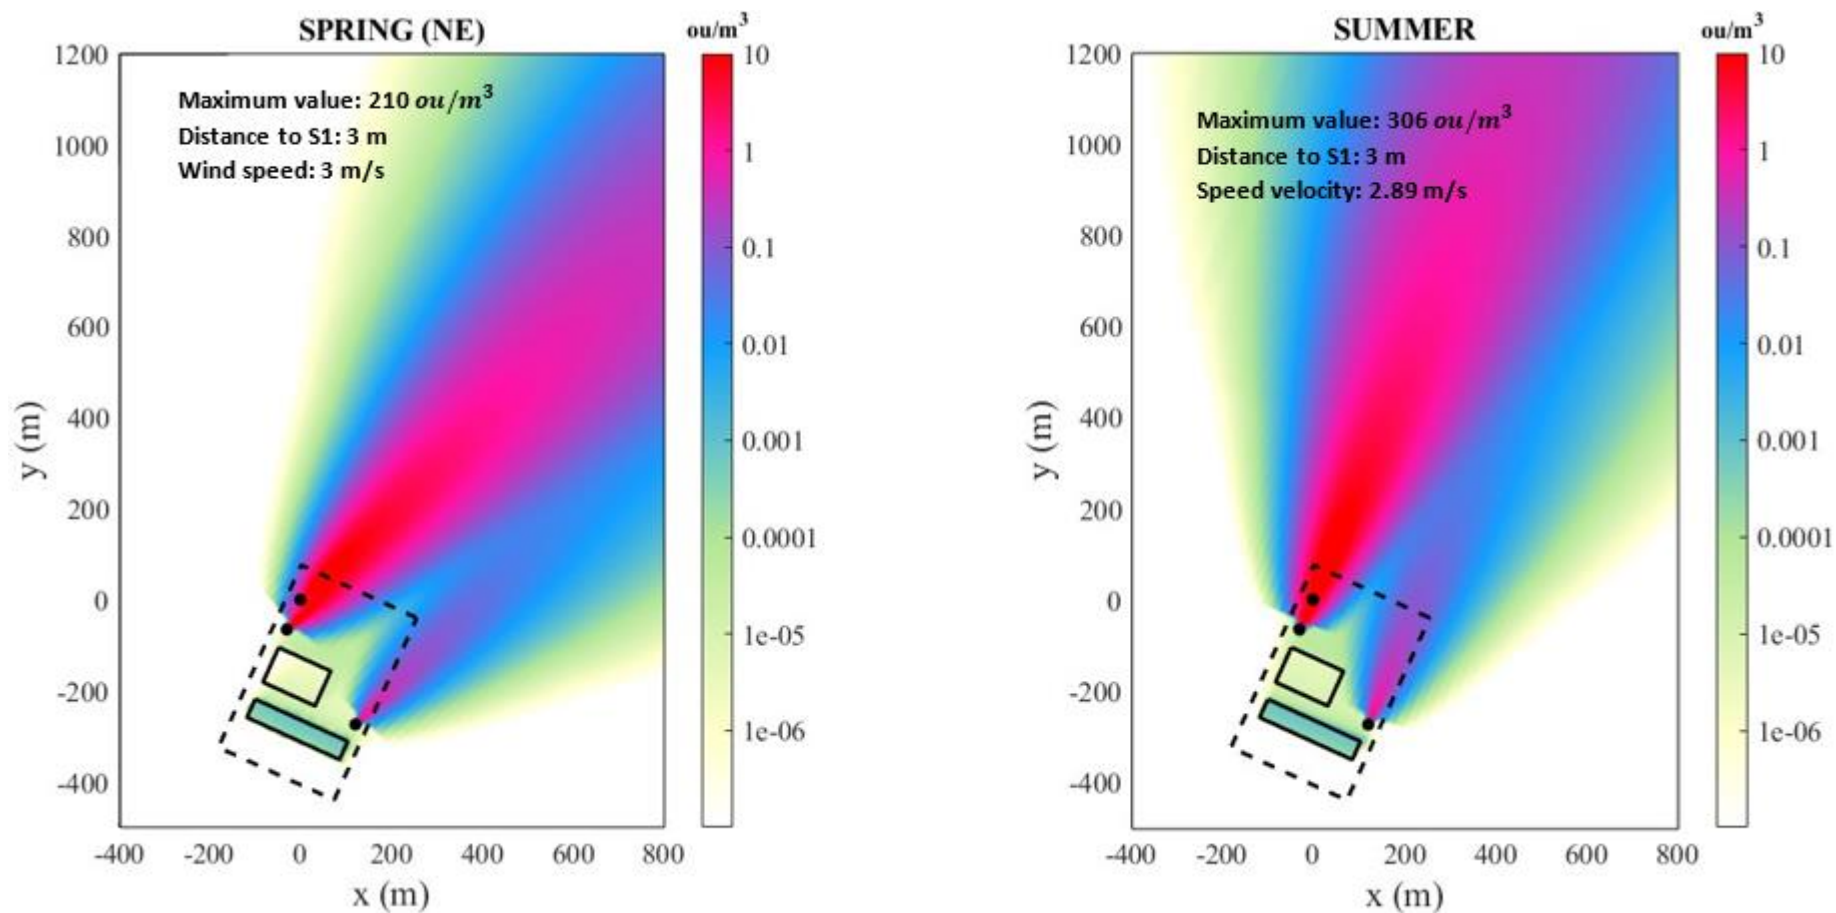 SPRING (NE)
ou/m³
1200
1000
800
600
400
200
0
-200
-400
y (m)
Maximum value: 210 ou/m³
Distance to S1: 3 m
Wind speed: 3 m/s
10
1
0.1
0.01
0.001
0.0001
1e-05
1e-06
-400 -200 0 200 400 600 800
x (m)
SUMMER
ou/m³
1200
1000
800
600
400
200
0
-200
-400
y (m)
Maximum value: 306 ou/m³
Distance to S1: 3 m
Speed velocity: 2.89 m/s
10
1
0.1
0.01
0.001
0.0001
1e-05
1e-06
-400 -200 0 200 400 600 800
x (m)